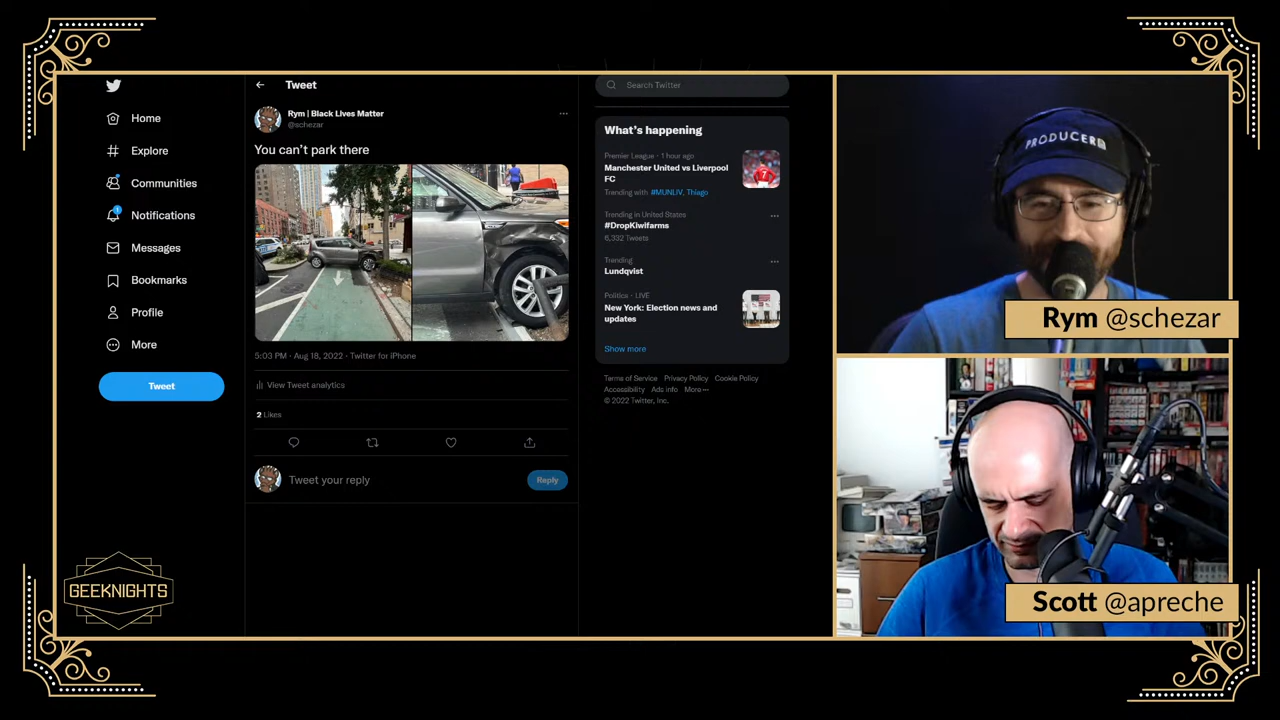 Home
Explore
Communities
1
Notifications
Messages
Bookmarks
Profile
More
Tweet
Tweet
Rym | Black Lives Matter
@schezar
You can't park there
5:03 PM · Aug 18, 2022 · Twitter for iPhone
View Tweet analytics
2 Likes
Tweet your reply
Reply
Search Twitter
What's happening
Premier League · 1 hour ago
Manchester United vs Liverpool
FC
Trending with #MUNLIV, Thiago
Trending in United States
#DropKiwifarms
6,332 Tweets
Trending
Lundqvist
Politics · LIVE
New York: Election news and
updates
Show more
Terms of Service Privacy Policy Cookie Policy
Accessibility Ads info More ···
© 2022 Twitter, Inc.
PRODUCER
Rym @schezar
Scott @apreche
GEEKNIGHTS